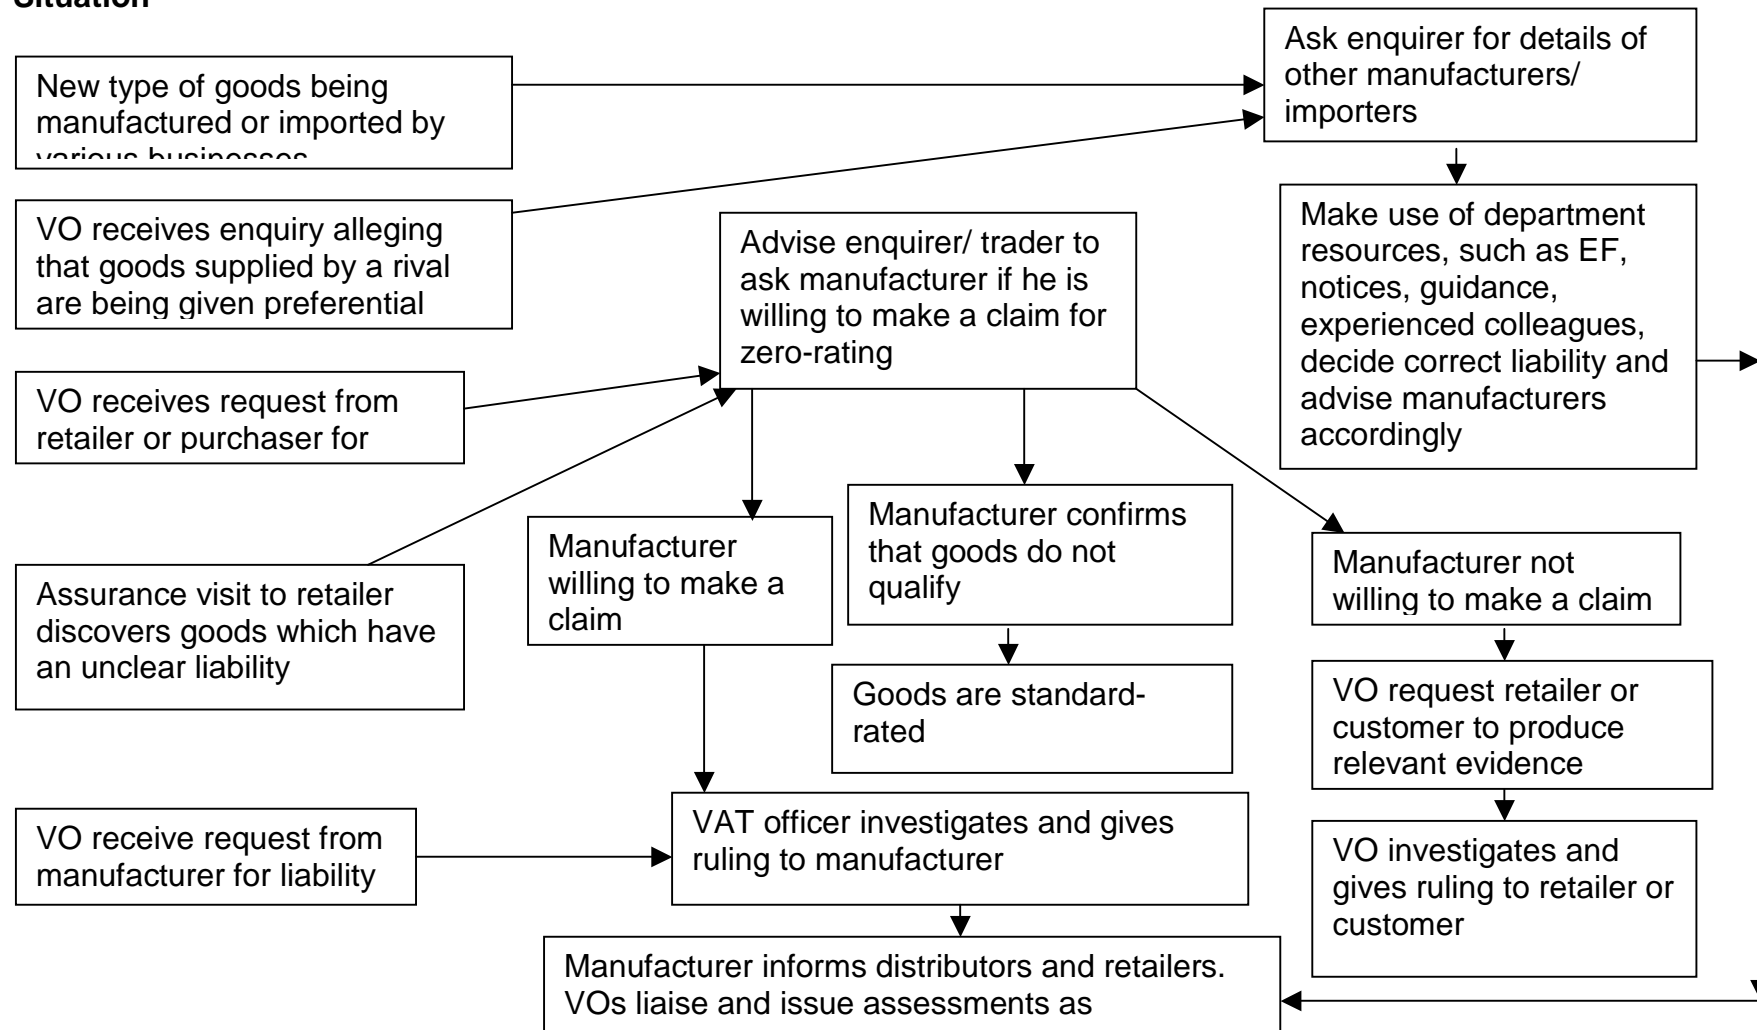 Situation
New type of goods being
manufactured or imported by
various businesses
VO receives enquiry alleging
that goods supplied by a rival
are being given preferential
VO receives request from
retailer or purchaser for
Assurance visit to retailer
discovers goods which have
an unclear liability
VO receive request from
manufacturer for liability
Ask enquirer for details of
other manufacturers/
importers
Make use of department
resources, such as EF,
notices, guidance,
experienced colleagues,
decide correct liability and
advise manufacturers
accordingly
Advise enquirer/ trader to
ask manufacturer if he is
willing to make a claim for
zero-rating
Manufacturer
willing to make a
claim
Manufacturer confirms
that goods do not
qualify
Goods are standard-
rated
Manufacturer not
willing to make a claim
VO request retailer or
customer to produce
relevant evidence
VO investigates and
gives ruling to retailer or
customer
VAT officer investigates and gives
ruling to manufacturer
Manufacturer informs distributors and retailers.
VOs liaise and issue assessments as